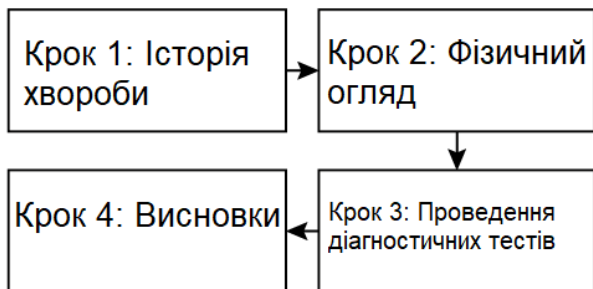 Крок 1: Історія
хвороби
Крок 2: Фізичний
огляд
Крок 3: Проведення
діагностичних тестів
Крок 4: Висновки